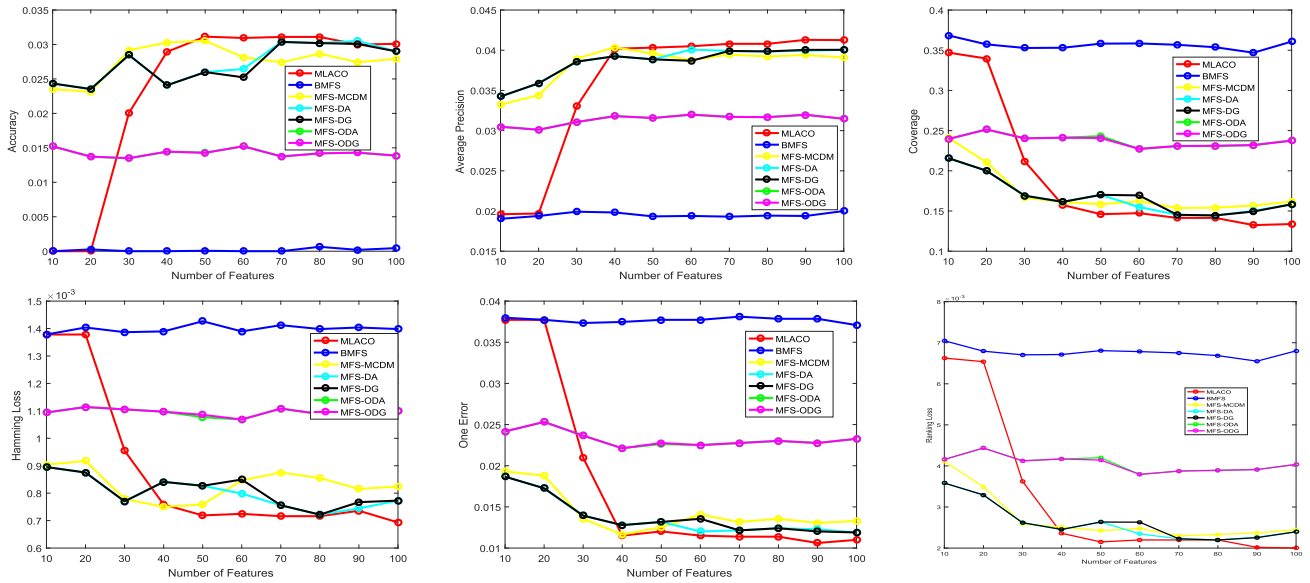 Accuracy
0.035
0.03
0.025
0.02
0.015
0.01
0.005
0
10 20 30 40 50 60 70 80 90 100
Number of Features
MLACO
BMFS
MFS-MCDM
MFS-DA
MFS-DG
MFS-ODA
MFS-ODG
Average Precision
0.045
0.04
0.035
0.03
0.025
0.02
0.015
10 20 30 40 50 60 70 80 90 100
Number of Features
MLACO
BMFS
MFS-MCDM
MFS-DA
MFS-DG
MFS-ODA
MFS-ODG
Coverage
0.4
0.35
0.3
0.25
0.2
0.15
0.1
10 20 30 40 50 60 70 80 90 100
Number of Features
MLACO
BMFS
MFS-MCDM
MFS-DA
MFS-DG
MFS-ODA
MFS-ODG
Hamming Loss
× 10⁻³
1.5
1.4
1.3
1.2
1.1
1
0.9
0.8
0.7
0.6
10 20 30 40 50 60 70 80 90 100
Number of Features
MLACO
BMFS
MFS-MCDM
MFS-DA
MFS-DG
MFS-ODA
MFS-ODG
One Error
0.04
0.035
0.03
0.025
0.02
0.015
0.01
10 20 30 40 50 60 70 80 90 100
Number of Features
MLACO
BMFS
MFS-MCDM
MFS-DA
MFS-DG
MFS-ODA
MFS-ODG
Ranking Loss
× 10⁻³
8
7
6
5
4
3
2
10 20 30 40 50 60 70 80 90 100
Number of Features
MLACO
BMFS
MFS-MCDM
MFS-DA
MFS-DG
MFS-ODA
MFS-ODG